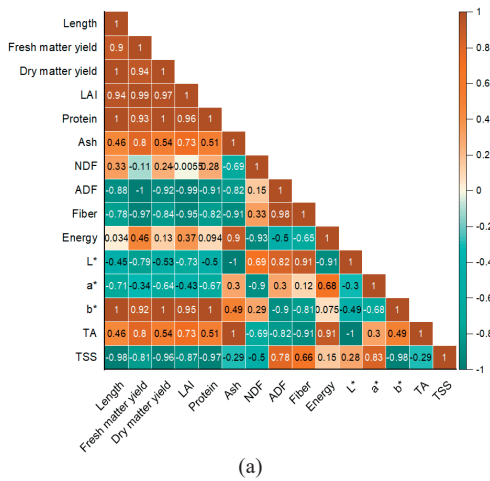 Length 1
Fresh matter yield 0.9 1
Dry matter yield 1 0.94 1
LAI 0.94 0.99 0.97 1
Protein 1 0.93 1 0.96 1
Ash 0.46 0.8 0.54 0.73 0.51 1
NDF 0.33 -0.11 0.24 -0.0055 0.28 -0.69 1
ADF -0.88 -1 -0.92 -0.99 -0.91 -0.82 0.15 1
Fiber -0.78 -0.97 -0.84 -0.95 -0.82 -0.91 0.33 0.98 1
Energy 0.034 0.46 0.13 0.37 0.094 0.9 -0.93 -0.5 -0.65 1
L* -0.45 -0.79 -0.53 -0.73 -0.5 -1 0.69 0.82 0.91 -0.91 1
a* -0.71 -0.34 -0.64 -0.43 -0.67 0.3 -0.9 0.3 0.12 0.68 -0.3 1
b* 1 0.92 1 0.95 1 0.49 0.29 -0.9 -0.81 0.075 -0.49 -0.68 1
TA 0.46 0.8 0.54 0.73 0.51 1 -0.69 -0.82 -0.91 0.91 -1 0.3 0.49 1
TSS -0.98 -0.81 -0.96 -0.87 -0.97 -0.29 -0.5 0.78 0.66 0.15 0.28 0.83 -0.98 -0.29 1
Length Fresh matter yield Dry matter yield LAI Protein Ash NDF ADF Fiber Energy L* a* b* TA TSS
1
0.8
0.6
0.4
0.2
0
-0.2
-0.4
-0.6
-0.8
-1
(a)